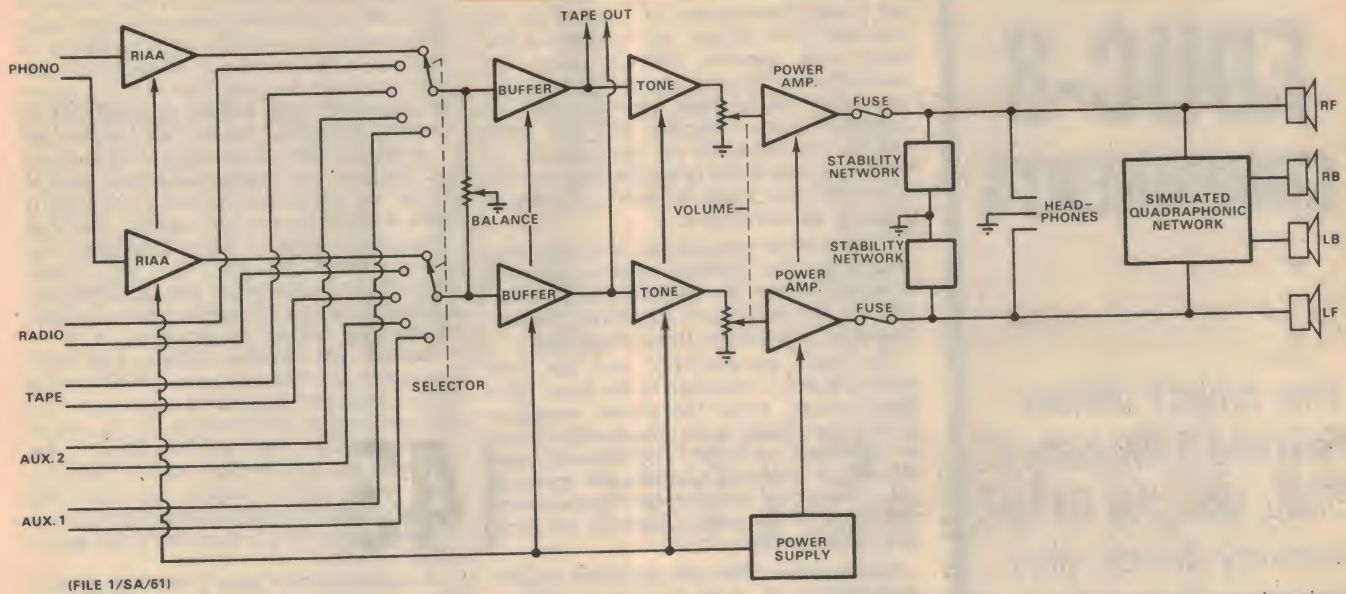 TAPE OUT
RIAA
PHONO
BUFFER
TONE
POWER
AMP.
FUSE
RF
STABILITY
NETWORK
RB
BALANCE
VOLUME
HEAD-
PHONES
SIMULATED
QUADRAPHONIC
NETWORK
STABILITY
NETWORK
LB
RIAA
BUFFER
TONE
POWER
AMP.
FUSE
LF
RADIO
SELECTOR
TAPE
AUX. 2
AUX. 1
POWER
SUPPLY
(FILE 1/SA/61)